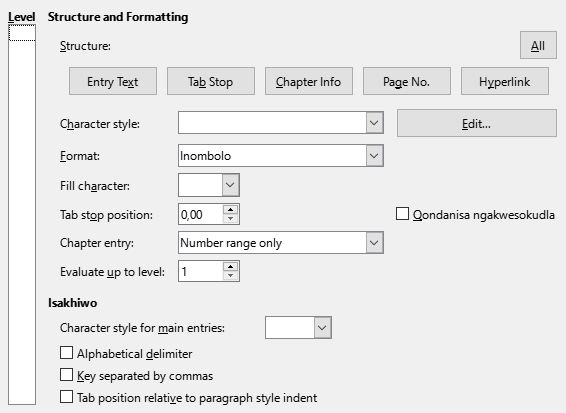 Level Structure and Formatting
Structure: All
Entry Text Tab Stop Chapter Info Page No. Hyperlink
Character style: Edit...
Format: Inombolo
Fill character:
Tab stop position: 0,00 Qondanisa ngakwesokudla
Chapter entry: Number range only
Evaluate up to level: 1
Isakhiwo
Character style for main entries:
Alphabetical delimiter
Key separated by commas
Tab position relative to paragraph style indent